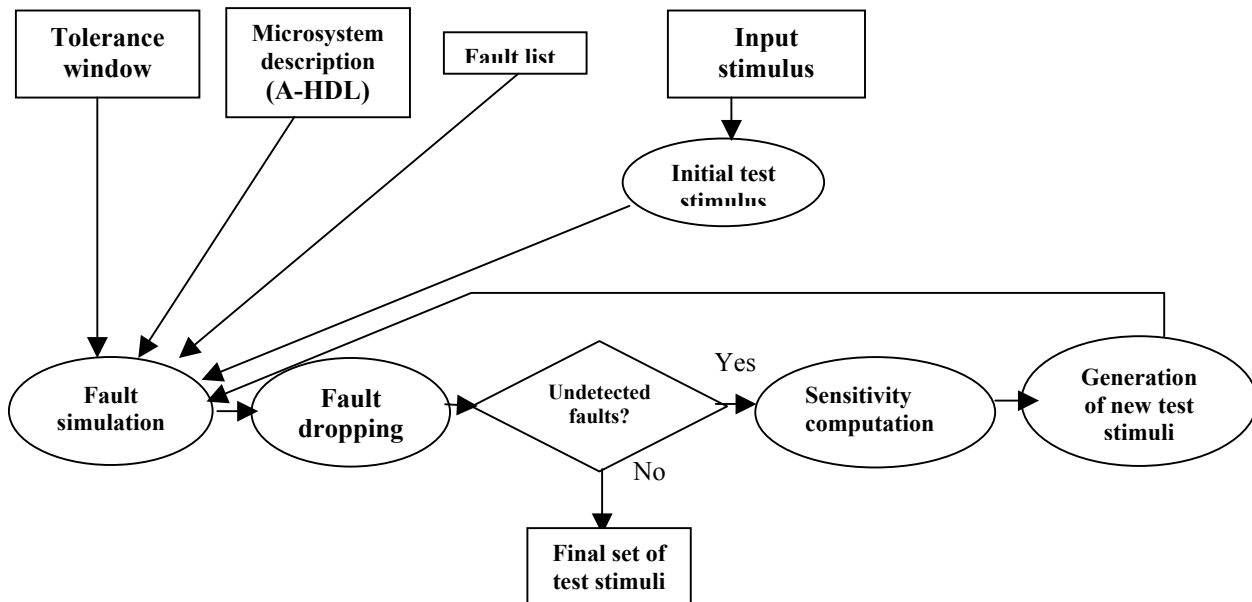 Tolerance
window
Microsystem
description
(A-HDL)
Fault list
Input
stimulus
Initial test
stimulus
Fault
simulation
Fault
dropping
Undetected
faults?
Yes
No
Sensitivity
computation
Generation
of new test
stimuli
Final set of
test stimuli